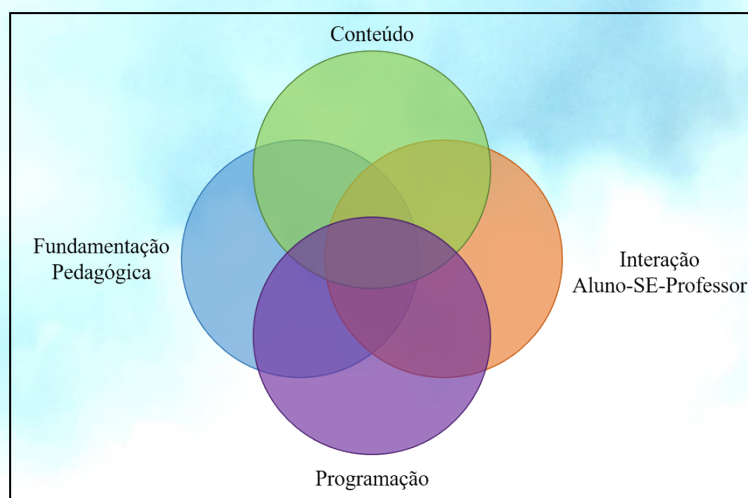 Conteúdo
Fundamentação
Pedagógica
Interação
Aluno-SE-Professor
Programação